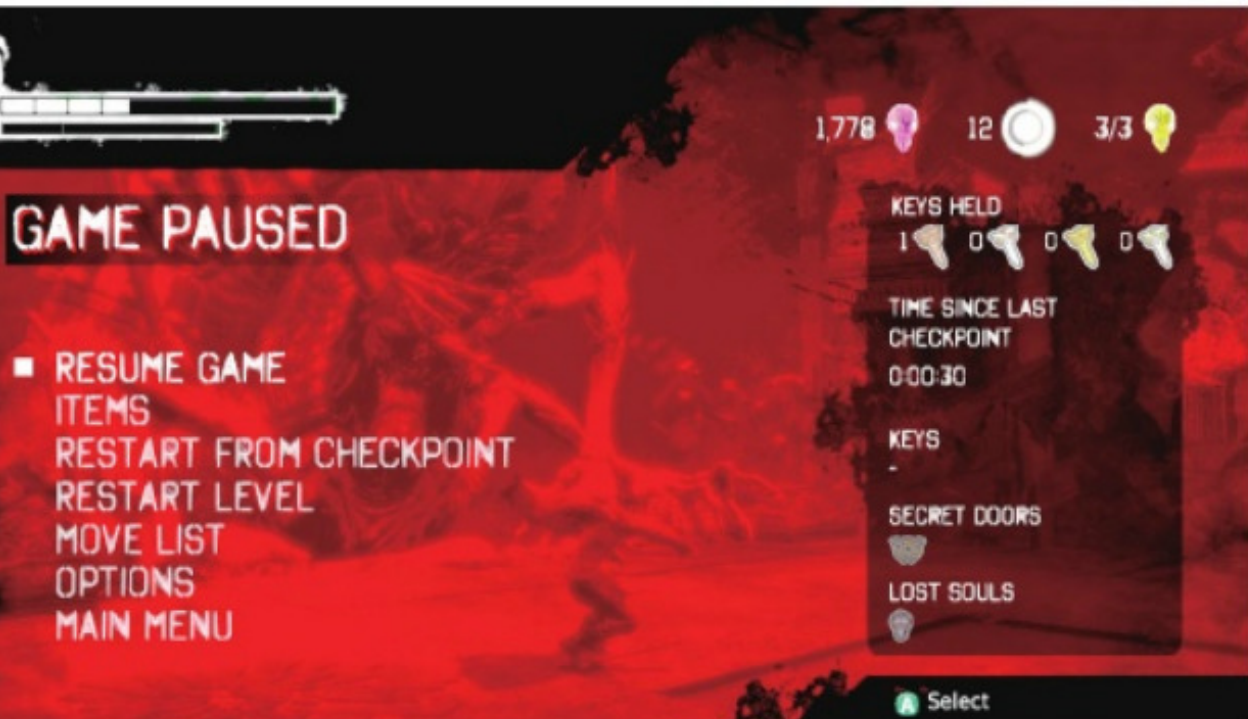 1,778 12 3/3
GAME PAUSED
RESUME GAME
ITEMS
RESTART FROM CHECKPOINT
RESTART LEVEL
MOVE LIST
OPTIONS
MAIN MENU
KEYS HELD
1 0 0 0
TIME SINCE LAST
CHECKPOINT
0:00:30
KEYS
-
SECRET DOORS
LOST SOULS
A Select